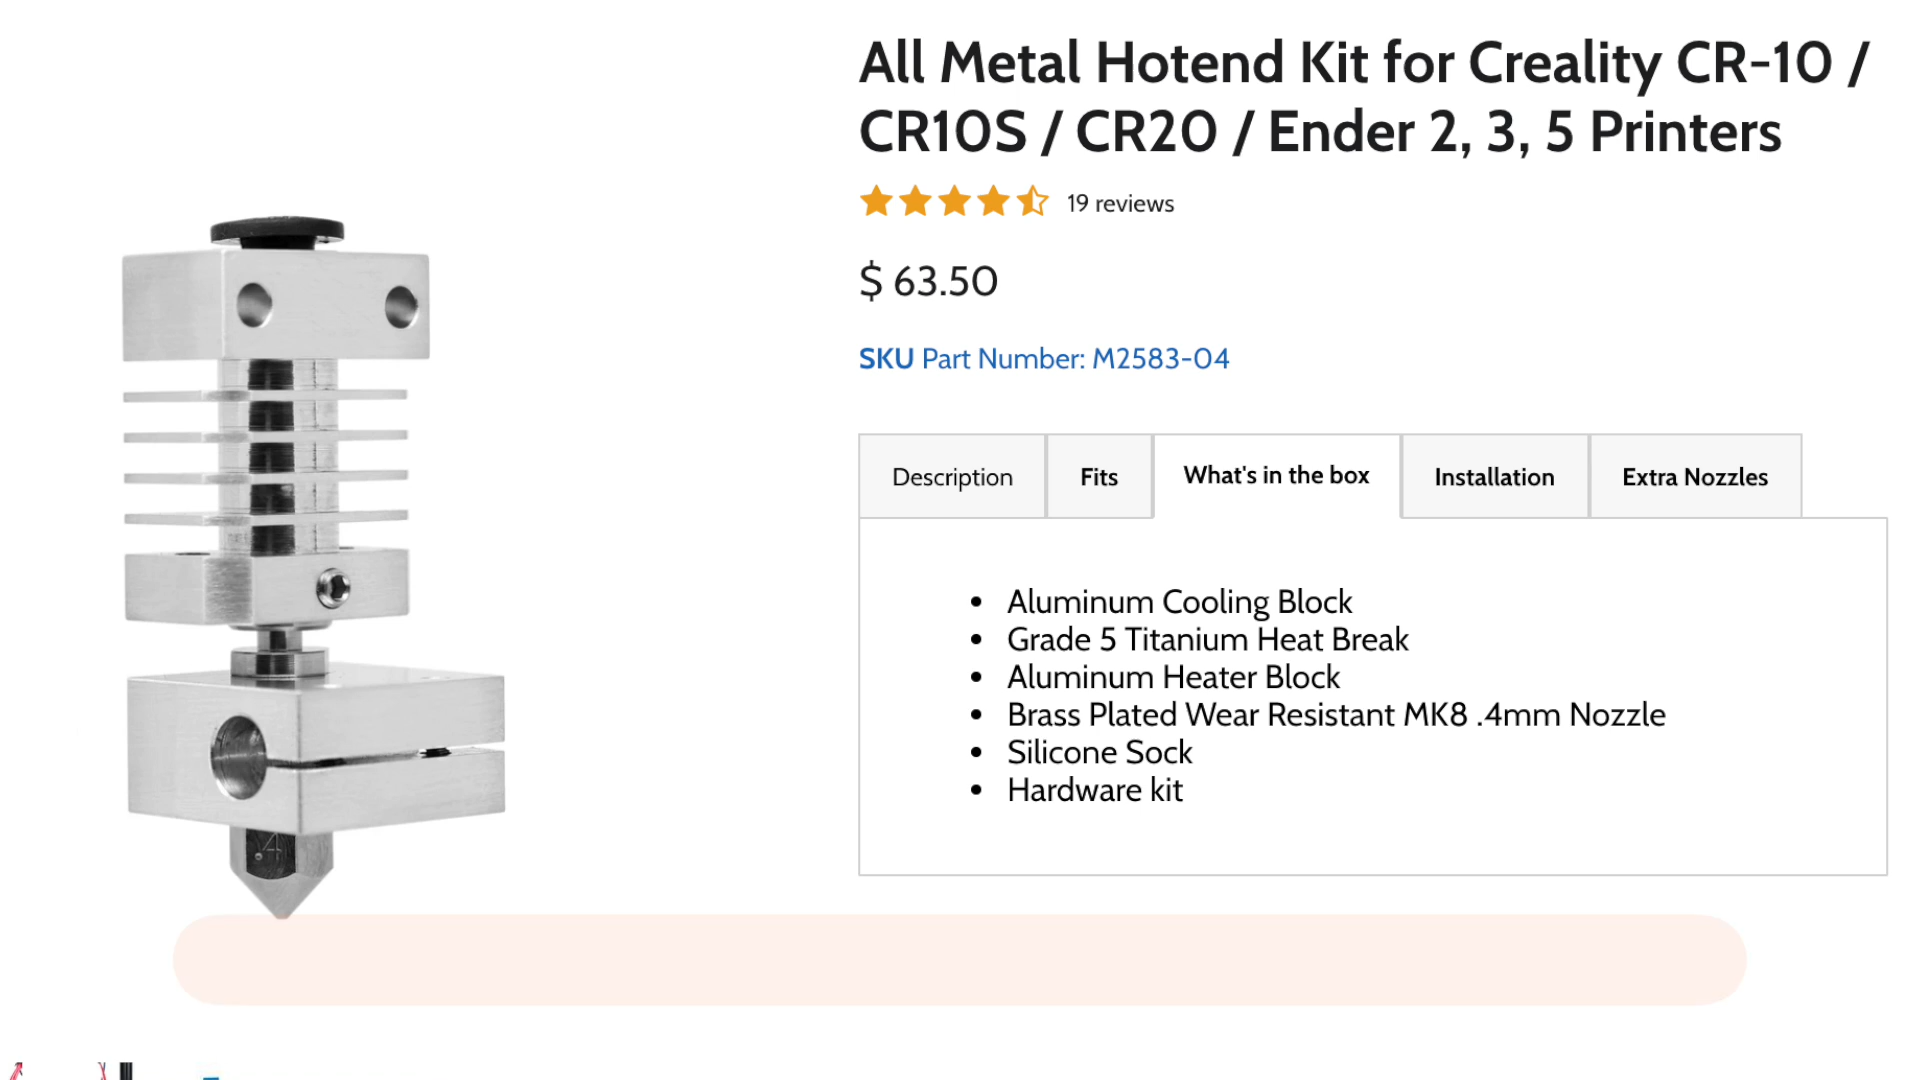 All Metal Hotend Kit for Creality CR-10 /
CR10S / CR20 / Ender 2, 3, 5 Printers
19 reviews
$ 63.50
SKU Part Number: M2583-04
Description
Fits
What's in the box
Installation
Extra Nozzles
• Aluminum Cooling Block
• Grade 5 Titanium Heat Break
• Aluminum Heater Block
• Brass Plated Wear Resistant MK8 .4mm Nozzle
• Silicone Sock
• Hardware kit
.4